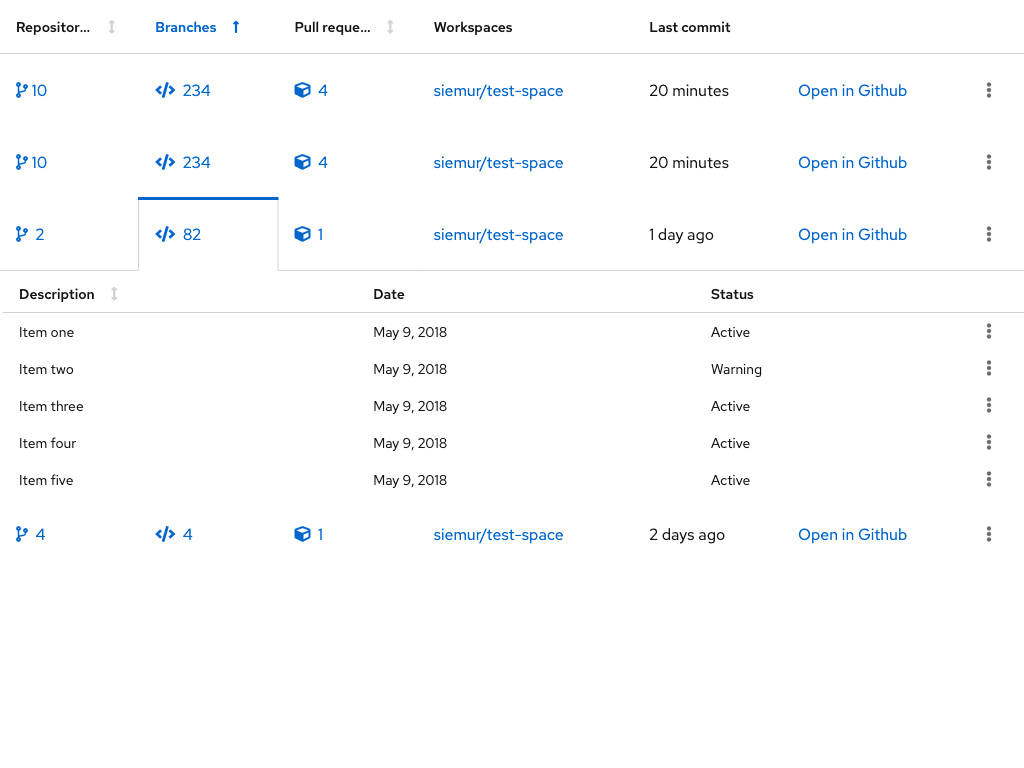 Repositor... Branches Pull reque... Workspaces Last commit
10 234 4 siemur/test-space 20 minutes Open in Github
10 234 4 siemur/test-space 20 minutes Open in Github
2 82 1 siemur/test-space 1 day ago Open in Github
Description Date Status
Item one May 9, 2018 Active
Item two May 9, 2018 Warning
Item three May 9, 2018 Active
Item four May 9, 2018 Active
Item five May 9, 2018 Active
4 4 1 siemur/test-space 2 days ago Open in Github